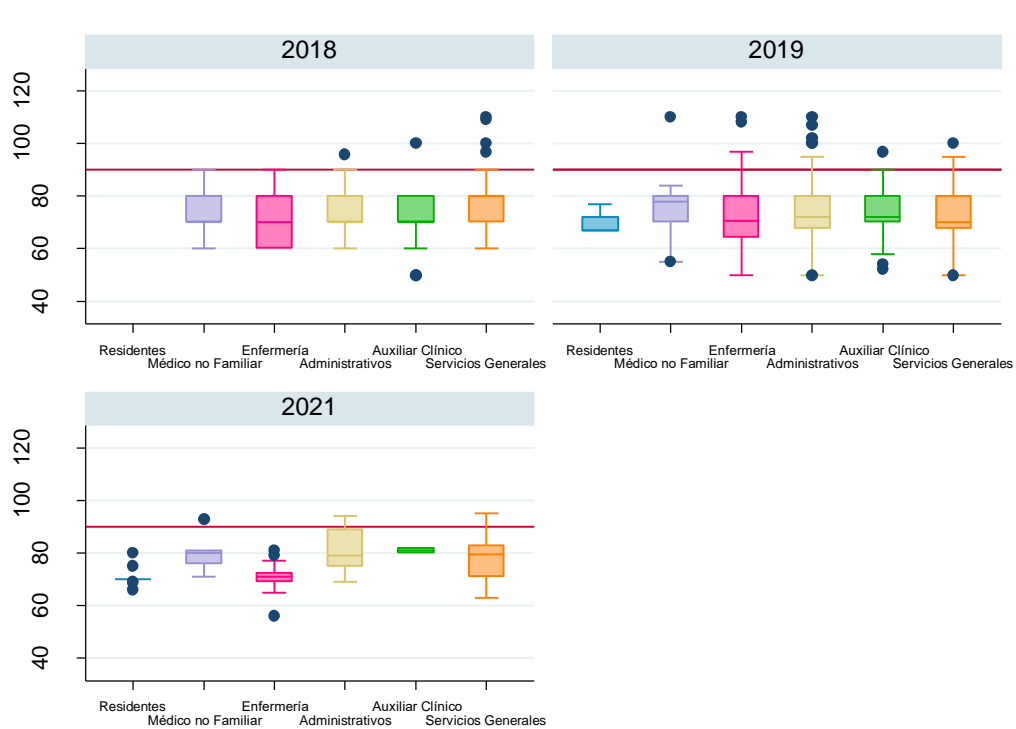 2018
120
100
80
60
40
Residentes Enfermería Auxiliar Clínico
Médico no Familiar Administrativos Servicios Generales
2019
Residentes Enfermería Auxiliar Clínico
Médico no Familiar Administrativos Servicios Generales
2021
120
100
80
60
40
Residentes Enfermería Auxiliar Clínico
Médico no Familiar Administrativos Servicios Generales